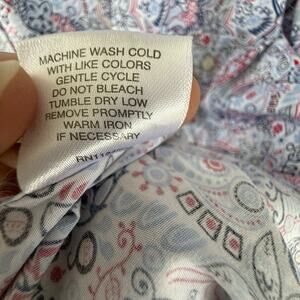 MACHINE WASH COLD
WITH LIKE COLORS
GENTLE CYCLE
DO NOT BLEACH
TUMBLE DRY LOW
REMOVE PROMPTLY
WARM IRON
IF NECESSARY